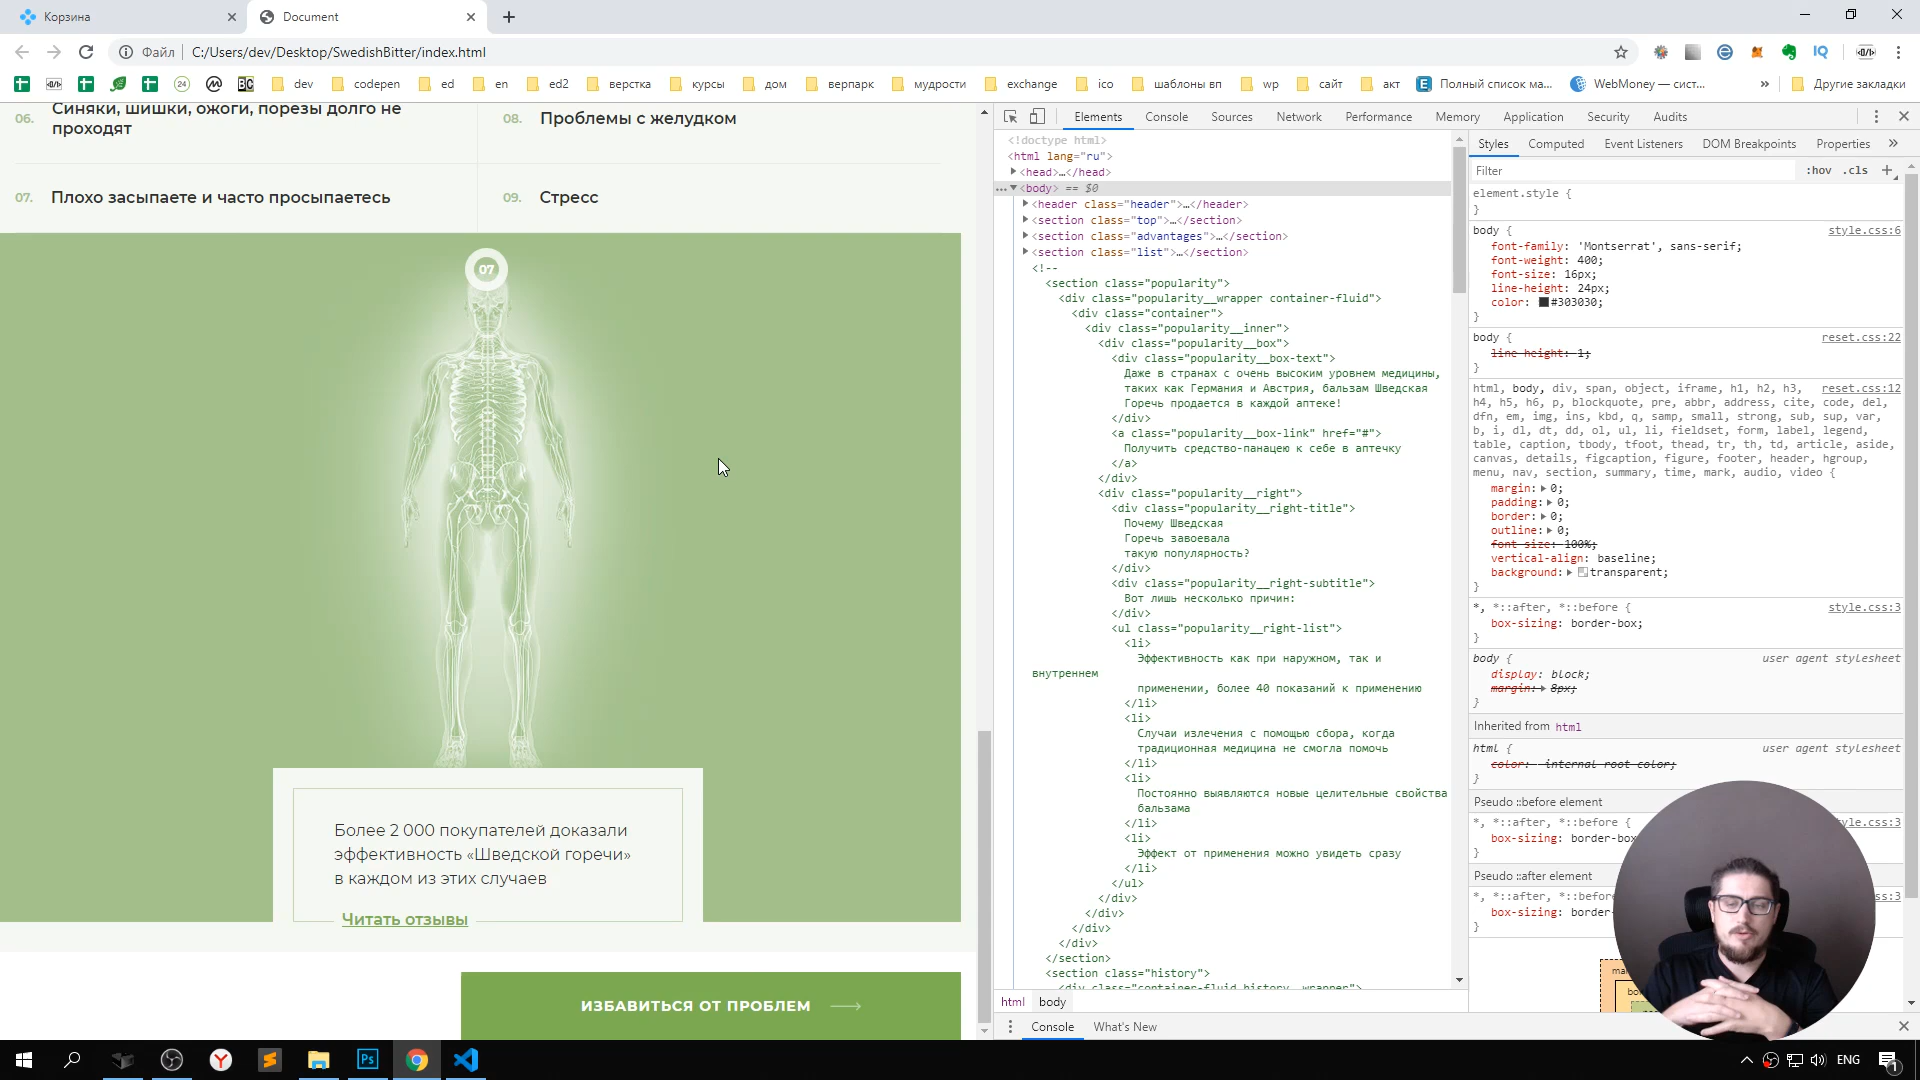 Корзина
Document
Файл
C:/Users/dev/Desktop/SwedishBitter/index.html
dev
codepen
ed
en
ed2
верстка
курсы
дом
верпарк
мудрости
exchange
ico
шаблоны вп
wp
сайт
акт
Полный список ма...
WebMoney — сист...
»
Другие закладки
06. Синяки, шишки, ожоги, порезы долго не
проходят
08. Проблемы с желудком
07. Плохо засыпаете и часто просыпаетесь
09. Стресс
07
Более 2 000 покупателей доказали
эффективность «Шведской горечи»
в каждом из этих случаев
Читать отзывы
ИЗБАВИТЬСЯ ОТ ПРОБЛЕМ
Elements Console Sources Network Performance Memory Application Security Audits
<!doctype html>
<html lang="ru">
<head>…</head>
<body> == $0
<header class="header">…</header>
<section class="top">…</section>
<section class="advantages">…</section>
<section class="list">…</section>
<!--
<section class="popularity">
<div class="popularity__wrapper container-fluid">
<div class="container">
<div class="popularity__inner">
<div class="popularity__box">
<div class="popularity__box-text">
Даже в странах с очень высоким уровнем медицины,
таких как Германия и Австрия, бальзам Шведская
Горечь продается в каждой аптеке!
</div>
<a class="popularity__box-link" href="#">
Получить средство-панацею к себе в аптечку
</a>
</div>
<div class="popularity__right">
<div class="popularity__right-title">
Почему Шведская
Горечь завоевала
такую популярность?
</div>
<div class="popularity__right-subtitle">
Вот лишь несколько причин:
</div>
<ul class="popularity__right-list">
<li>
Эффективность как при наружном, так и
внутреннем
применении, более 40 показаний к применению
</li>
<li>
Случаи излечения с помощью сбора, когда
традиционная медицина не смогла помочь
</li>
<li>
Постоянно выявляются новые целительные свойства
бальзама
</li>
<li>
Эффект от применения можно увидеть сразу
</li>
</ul>
</div>
</div>
</div>
</div>
</section>
<section class="history">
<div class="container-fluid history__wrapper">
html body
Console What's New
Styles Computed Event Listeners DOM Breakpoints Properties »
Filter :hov .cls +
element.style {
}
body { style.css:6
font-family: 'Montserrat', sans-serif;
font-weight: 400;
font-size: 16px;
line-height: 24px;
color: #303030;
}
body { reset.css:22
line-height: 1;
}
html, body, div, span, object, iframe, h1, h2, h3, reset.css:12
h4, h5, h6, p, blockquote, pre, abbr, address, cite, code, del,
dfn, em, img, ins, kbd, q, samp, small, strong, sub, sup, var,
b, i, dl, dt, dd, ol, ul, li, fieldset, form, label, legend,
table, caption, tbody, tfoot, thead, tr, th, td, article, aside,
canvas, details, figcaption, figure, footer, header, hgroup,
menu, nav, section, summary, time, mark, audio, video {
margin: 0;
padding: 0;
border: 0;
outline: 0;
font-size: 100%;
vertical-align: baseline;
background: transparent;
}
*, *::after, *::before { style.css:3
box-sizing: border-box;
}
body { user agent stylesheet
display: block;
margin: 8px;
}
Inherited from html
html { user agent stylesheet
color: -internal-root-color;
}
Pseudo ::before element
*, *::after, *::before { style.css:3
box-sizing: border-box
}
Pseudo ::after element
*, *::after, *::before
box-sizing: border-
}
ENG